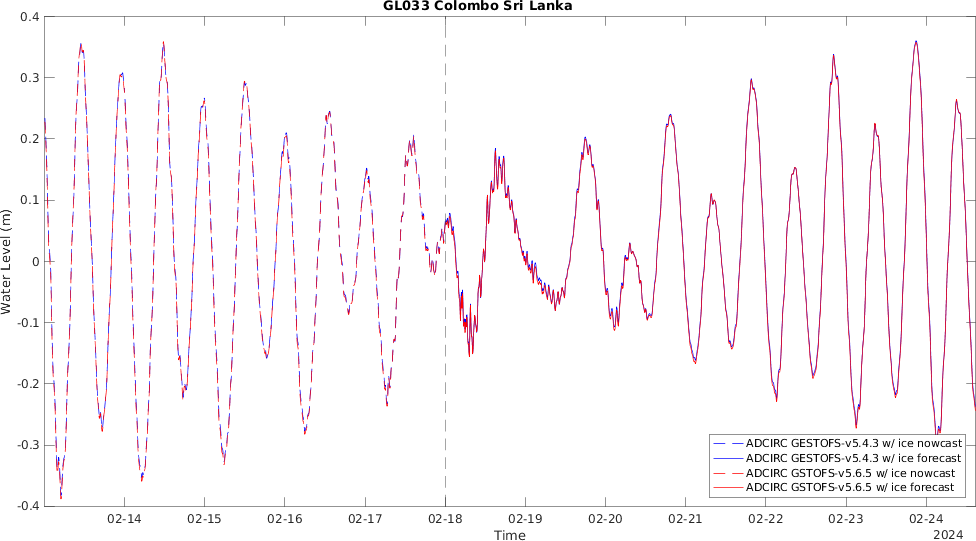 GL033 Colombo Sri Lanka
Water Level (m)
0.4
0.3
0.2
0.1
0
-0.1
-0.2
-0.3
-0.4
ADCIRC GESTOFS-v5.4.3 w/ ice nowcast
ADCIRC GESTOFS-v5.4.3 w/ ice forecast
ADCIRC GSTOFS-v5.6.5 w/ ice nowcast
ADCIRC GSTOFS-v5.6.5 w/ ice forecast
02-14 02-15 02-16 02-17 02-18 02-19 02-20 02-21 02-22 02-23 02-24
Time
2024